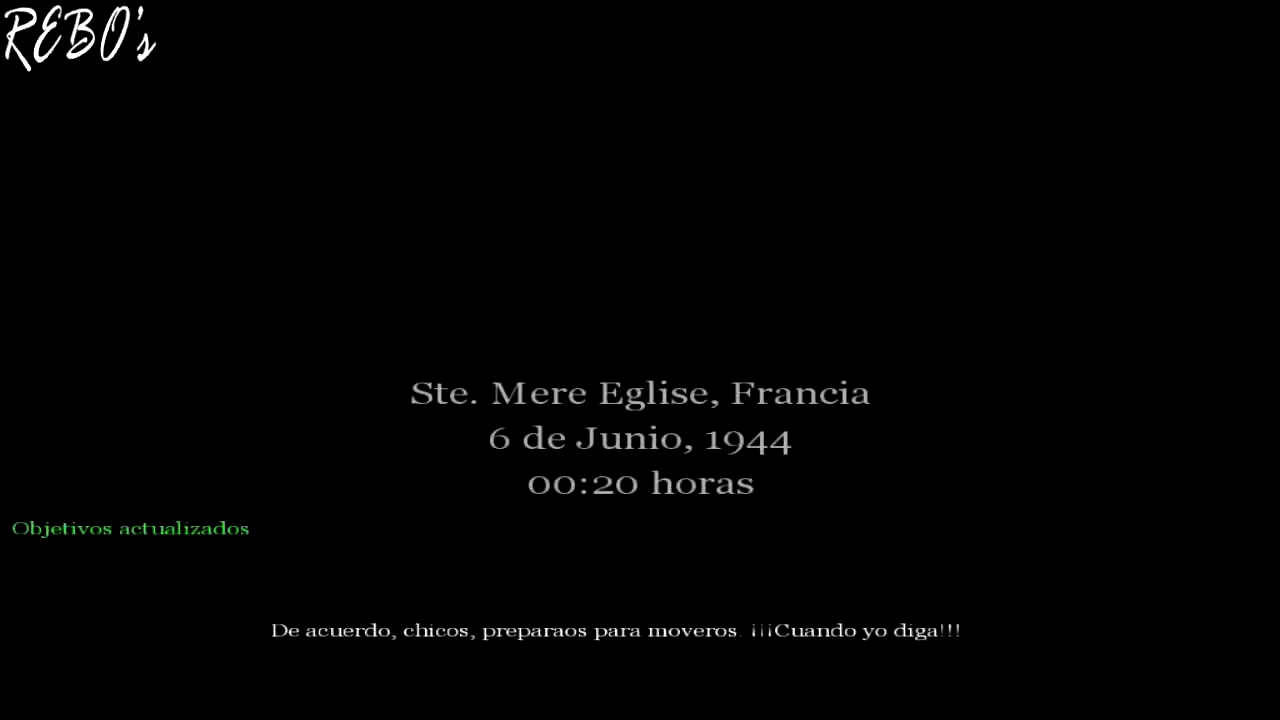 REBO's
Ste. Mere Eglise, Francia
6 de Junio, 1944
00:20 horas
Objetivos actualizados
De acuerdo, chicos, preparaos para moveros. ¡¡¡Cuando yo diga!!!